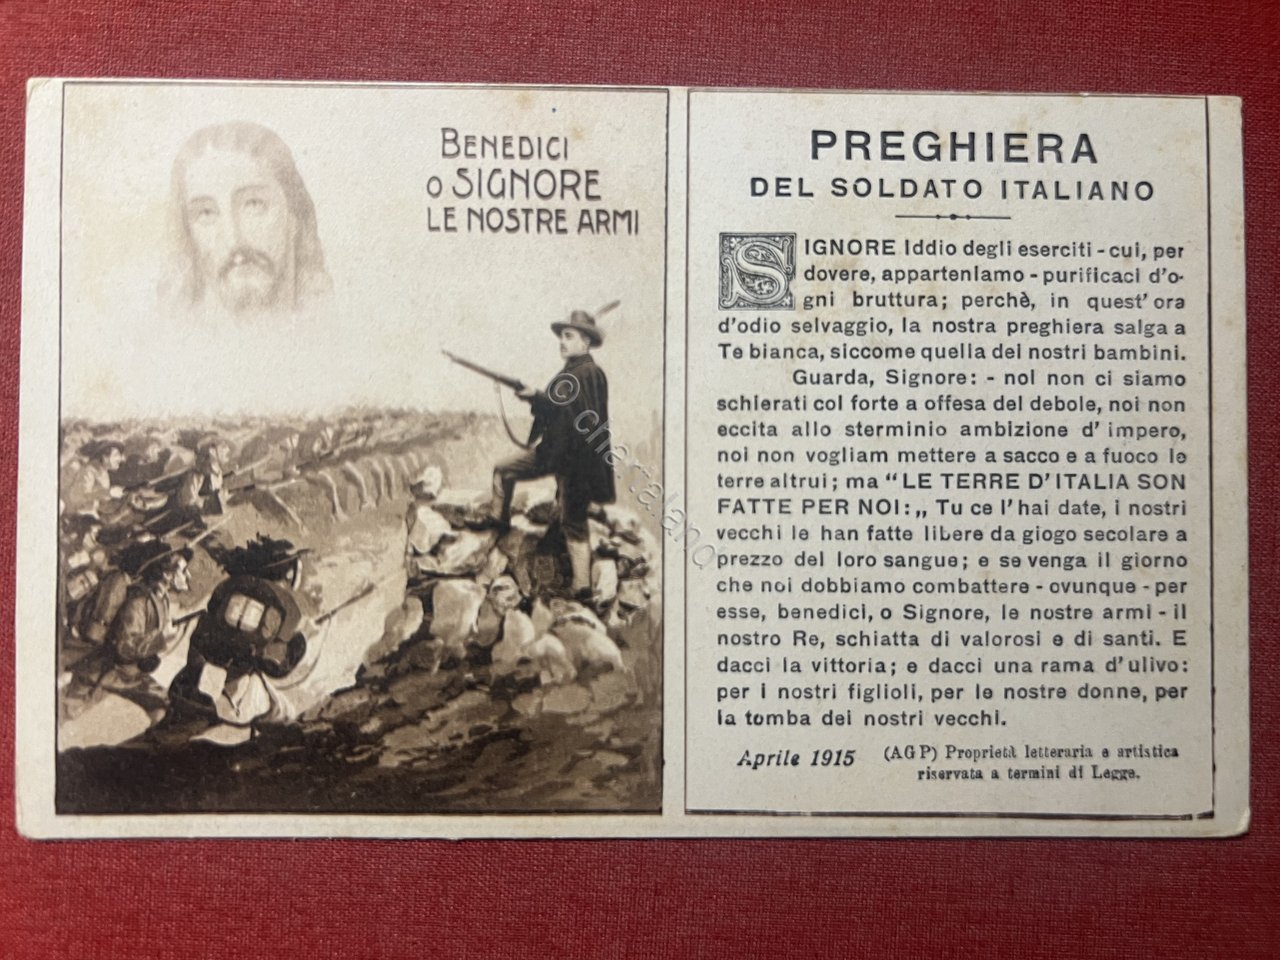 BENEDICI
O SIGNORE
LE NOSTRE ARMI
PREGHIERA
DEL SOLDATO ITALIANO
SIGNORE Iddio degli eserciti - cui, per
dovere, apparteniamo - purificaci d'o-
gni bruttura; perchè, in quest' ora
d'odio selvaggio, la nostra preghiera salga a
Te bianca, siccome quella dei nostri bambini.
Guarda, Signore: - noi non ci siamo
schierati col forte a offesa del debole, noi non
eccita allo sterminio ambizione d' impero,
noi non vogliam mettere a sacco e a fuoco le
terre altrui; ma "LE TERRE D'ITALIA SON
FATTE PER NOI:„ Tu ce l'hai date, i nostri
vecchi le han fatte libere da giogo secolare a
prezzo del loro sangue; e se venga il giorno
che noi dobbiamo combattere - ovunque - per
esse, benedici, o Signore, le nostre armi - il
nostro Re, schiatta di valorosi e di santi. E
dacci la vittoria; e dacci una rama d'ulivo:
per i nostri figlioli, per le nostre donne, per
la tomba dei nostri vecchi.
Aprile 1915 (AGP) Proprietà letteraria e artistica
riservata a termini di Legge.
© chertalano